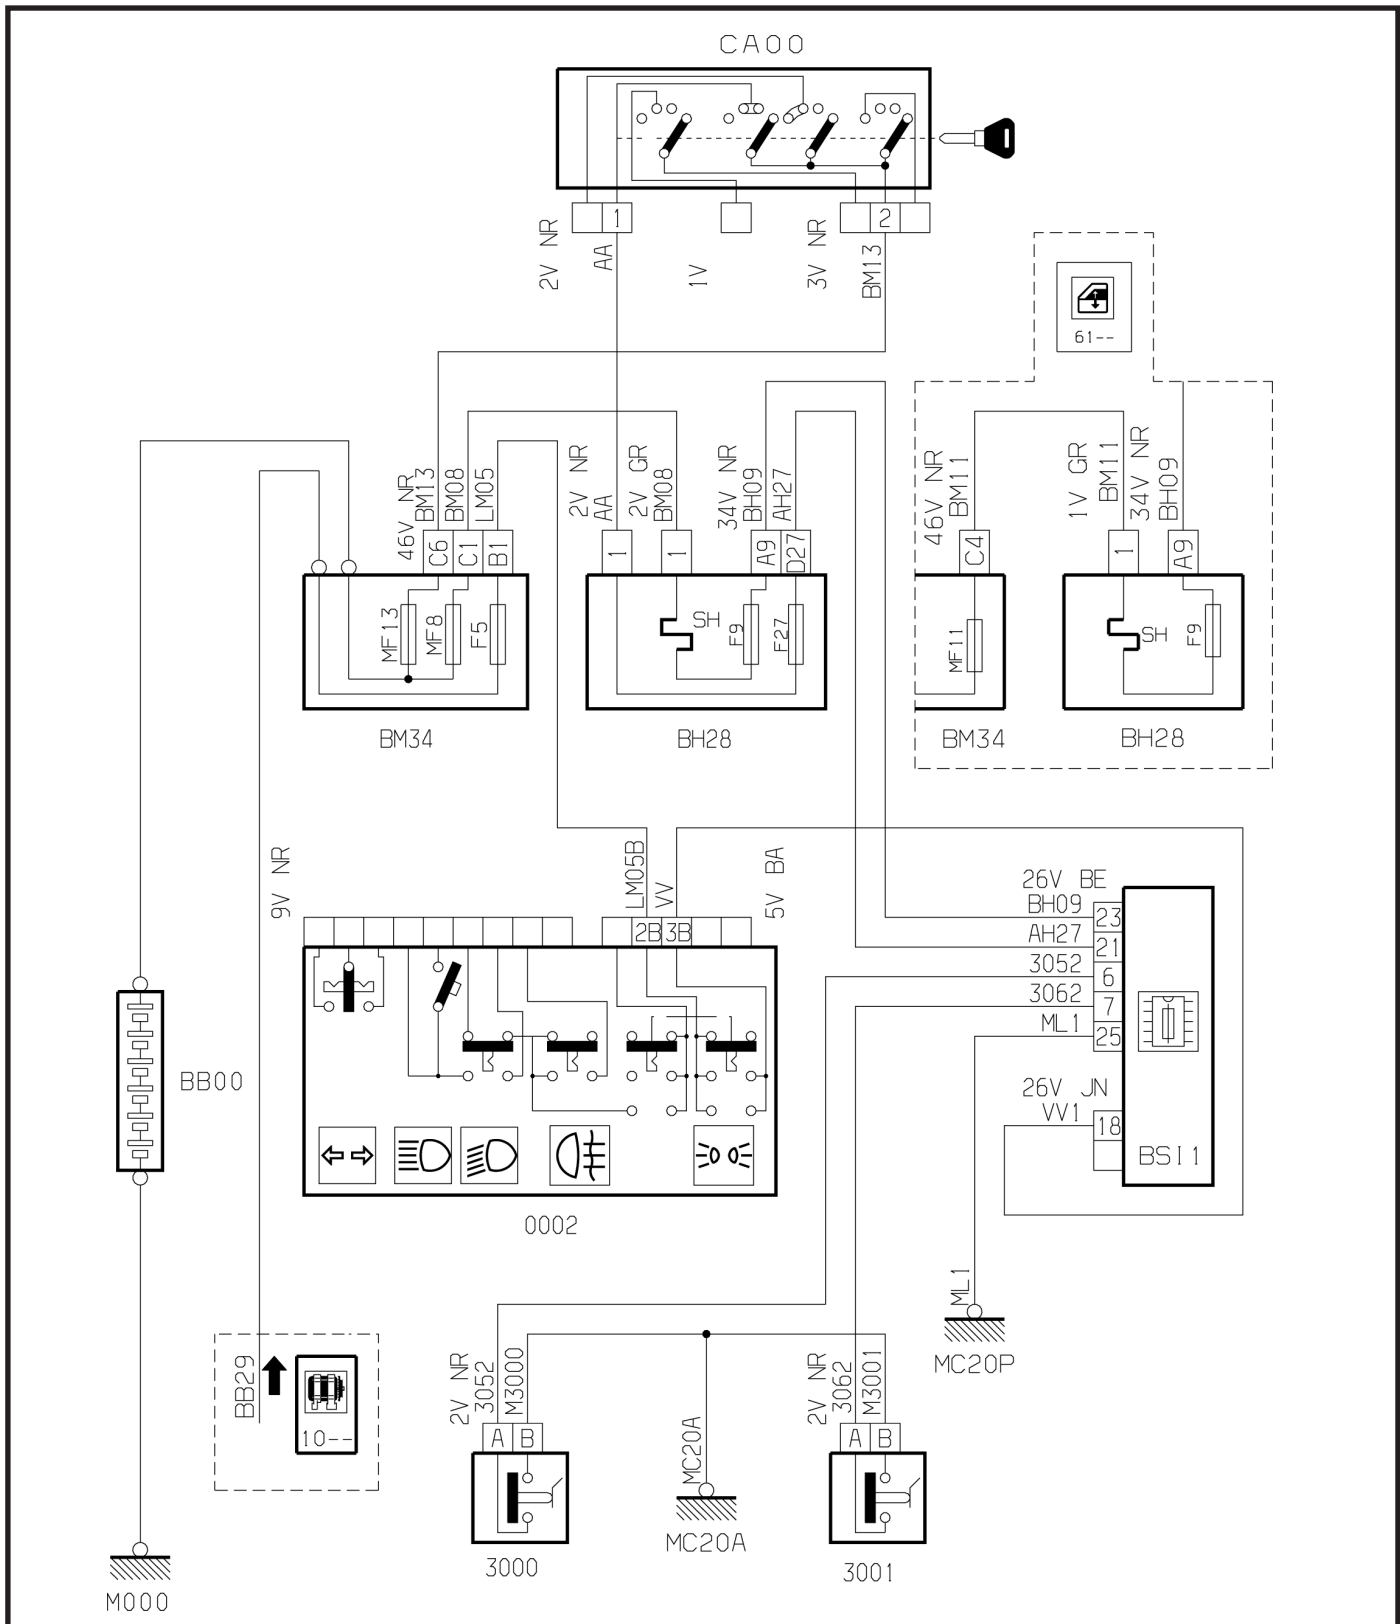 CA00
1
2
2V NR
AA
1V
3V NR
BM13
61--
46V NR
BM13
BM08
LM05
2V NR
AA
2V GR
BM08
34V NR
BH09
AH27
46V NR
BM11
1V GR
BM11
34V NR
BH09
C6
C1
B1
1
1
A9
D27
C4
1
A9
MF13
MF8
F5
SH
F9
F27
MF11
SH
F9
BM34
BH28
BM34
BH28
9V NR
LM05B
VV
5V BA
2B
3B
26V BE
BH09
23
AH27
21
3052
6
3062
7
ML1
25
26V JN
VV1
18
BSI1
BB00
0002
ML1
MC20P
BB29
10--
2V NR
3052
M3000
MC20A
2V NR
3062
M3001
A
B
A
B
3000
MC20A
3001
M000